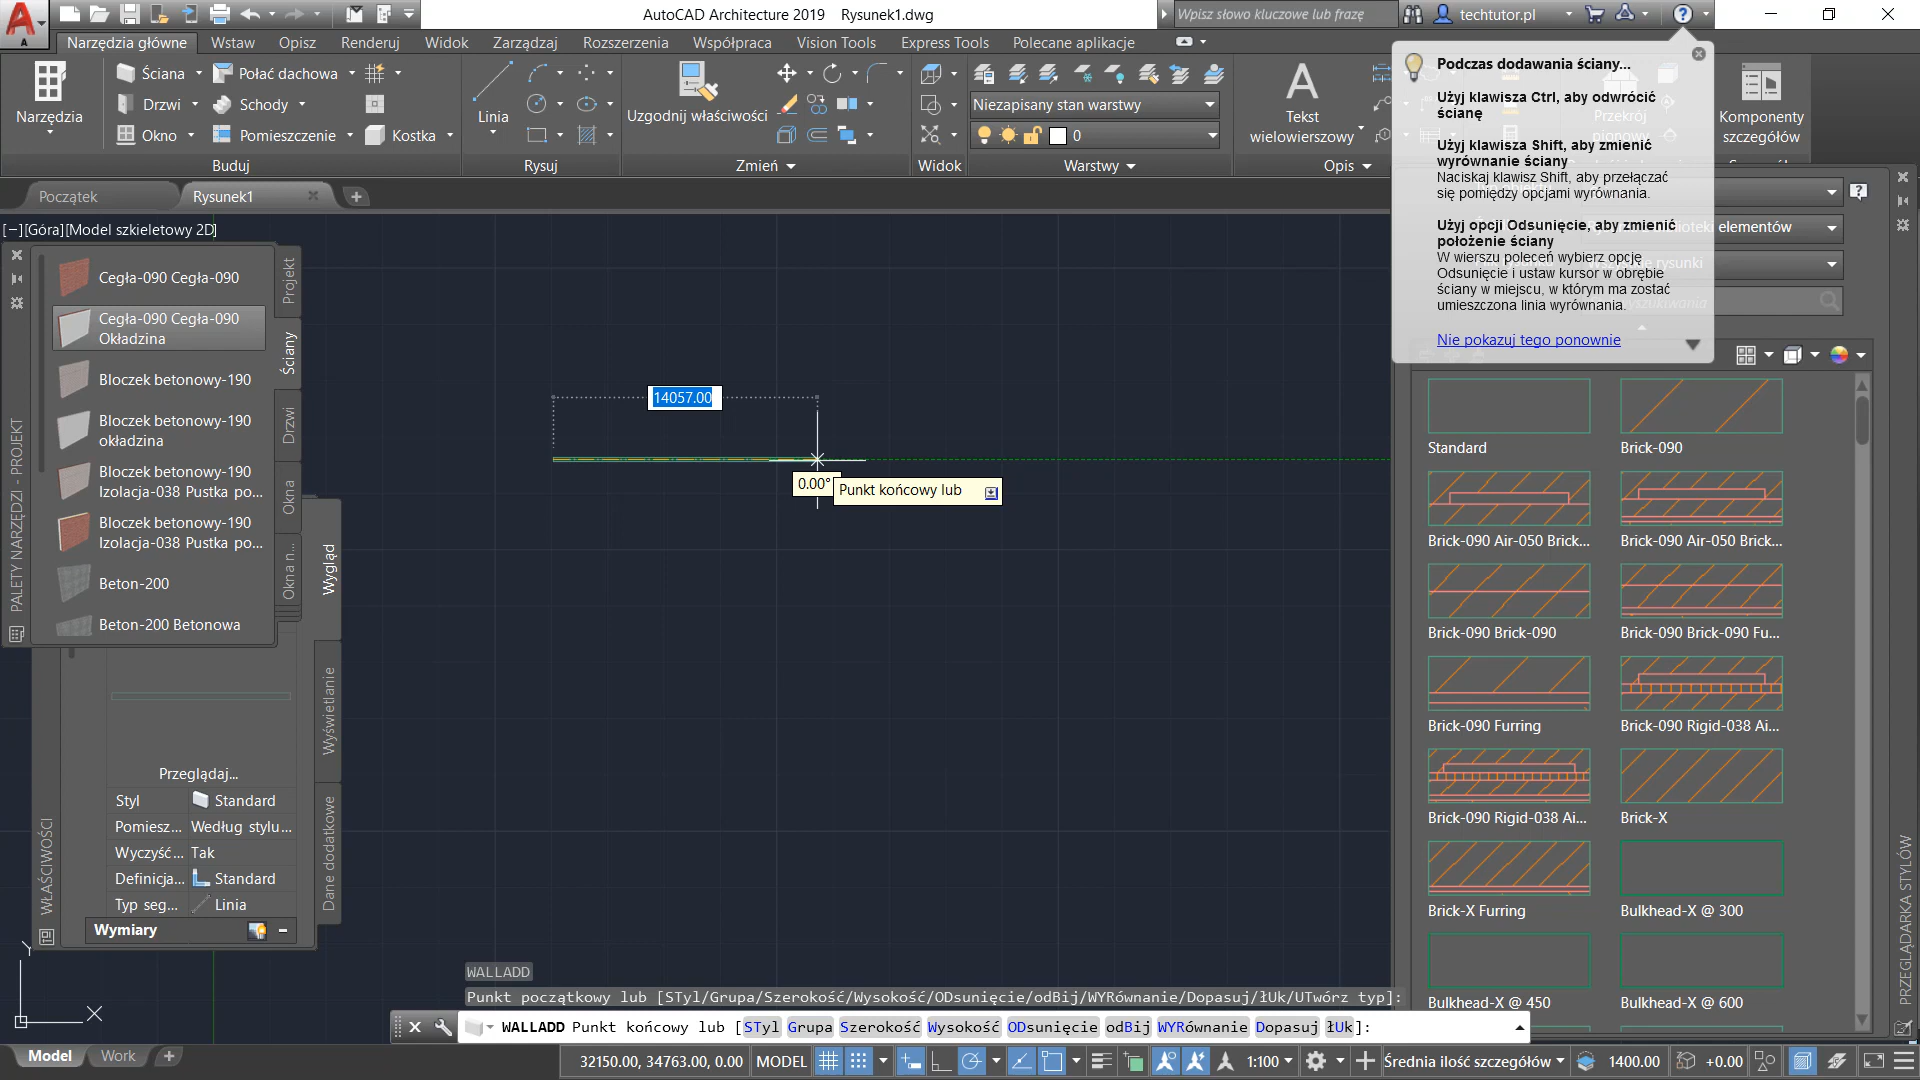 AutoCAD Architecture 2019 Rysunek1.dwg
Wpisz słowo kluczowe lub frazę
techtutor.pl
A
Narzędzia główne
Wstaw
Opisz
Renderuj
Widok
Zarządzaj
Rozszerzenia
Współpraca
Vision Tools
Express Tools
Polecane aplikacje
Narzędzia
Ściana
Drzwi
Okno
Połać dachowa
Schody
Pomieszczenie
Kostka
Buduj
Linia
Rysuj
Uzgodnij właściwości
Zmień
Widok
Niezapisany stan warstwy
0
Warstwy
Tekst
wielowierszowy
Opis
Przekrój
pionowy
Komponenty
szczegółów
Podczas dodawania ściany...
Użyj klawisza Ctrl, aby odwrócić
ścianę
Użyj klawisza Shift, aby zmienić
wyrównanie ściany
Naciskaj klawisz Shift, aby przełączać
się pomiędzy opcjami wyrównania.
Użyj opcji Odsunięcie, aby zmienić
położenie ściany
W wierszu poleceń wybierz opcję
Odsunięcie i ustaw kursor w obrębie
ściany w miejscu, w którym ma zostać
umieszczona linia wyrównania.
Nie pokazuj tego ponownie
elementów
rysunki
Początek
Rysunek1
[−][Góra][Model szkieletowy 2D]
Cegła-090 Cegła-090
Cegła-090 Cegła-090
Okładzina
Bloczek betonowy-190
Bloczek betonowy-190
okładzina
Bloczek betonowy-190
Izolacja-038 Pustka po...
Bloczek betonowy-190
Izolacja-038 Pustka po...
Beton-200
Beton-200 Betonowa
Projekt
Ściany
Drzwi
Okna
Okna n...
PALETY NARZĘDZI - PROJEKT
Wygląd
Wyświetlanie
Dane dodatkowe
Przeglądaj...
Styl Standard
Pomiesz... Według stylu...
Wyczyść... Tak
Definicja... Standard
Typ seg... Linia
Wymiary
WŁAŚCIWOŚCI
14057.00
0.00°
Punkt końcowy lub
Standard
Brick-090
Brick-090 Air-050 Brick...
Brick-090 Air-050 Brick...
Brick-090 Brick-090
Brick-090 Brick-090 Fu...
Brick-090 Furring
Brick-090 Rigid-038 Ai...
Brick-090 Rigid-038 Ai...
Brick-X
Brick-X Furring
Bulkhead-X @ 300
Bulkhead-X @ 450
Bulkhead-X @ 600
PRZEGLĄDARKA STYLÓW
Y
X
WALLADD
Punkt początkowy lub [STyl/Grupa/Szerokość/Wysokość/ODsunięcie/odBij/WYRównanie/Dopasuj/łUk/UTwórz typ]:
WALLADD Punkt końcowy lub [STyl Grupa Szerokość Wysokość ODsunięcie odBij WYRównanie Dopasuj łUk]:
Model
Work
32150.00, 34763.00, 0.00
MODEL
1:100
Średnia ilość szczegółów
1400.00
+0.00